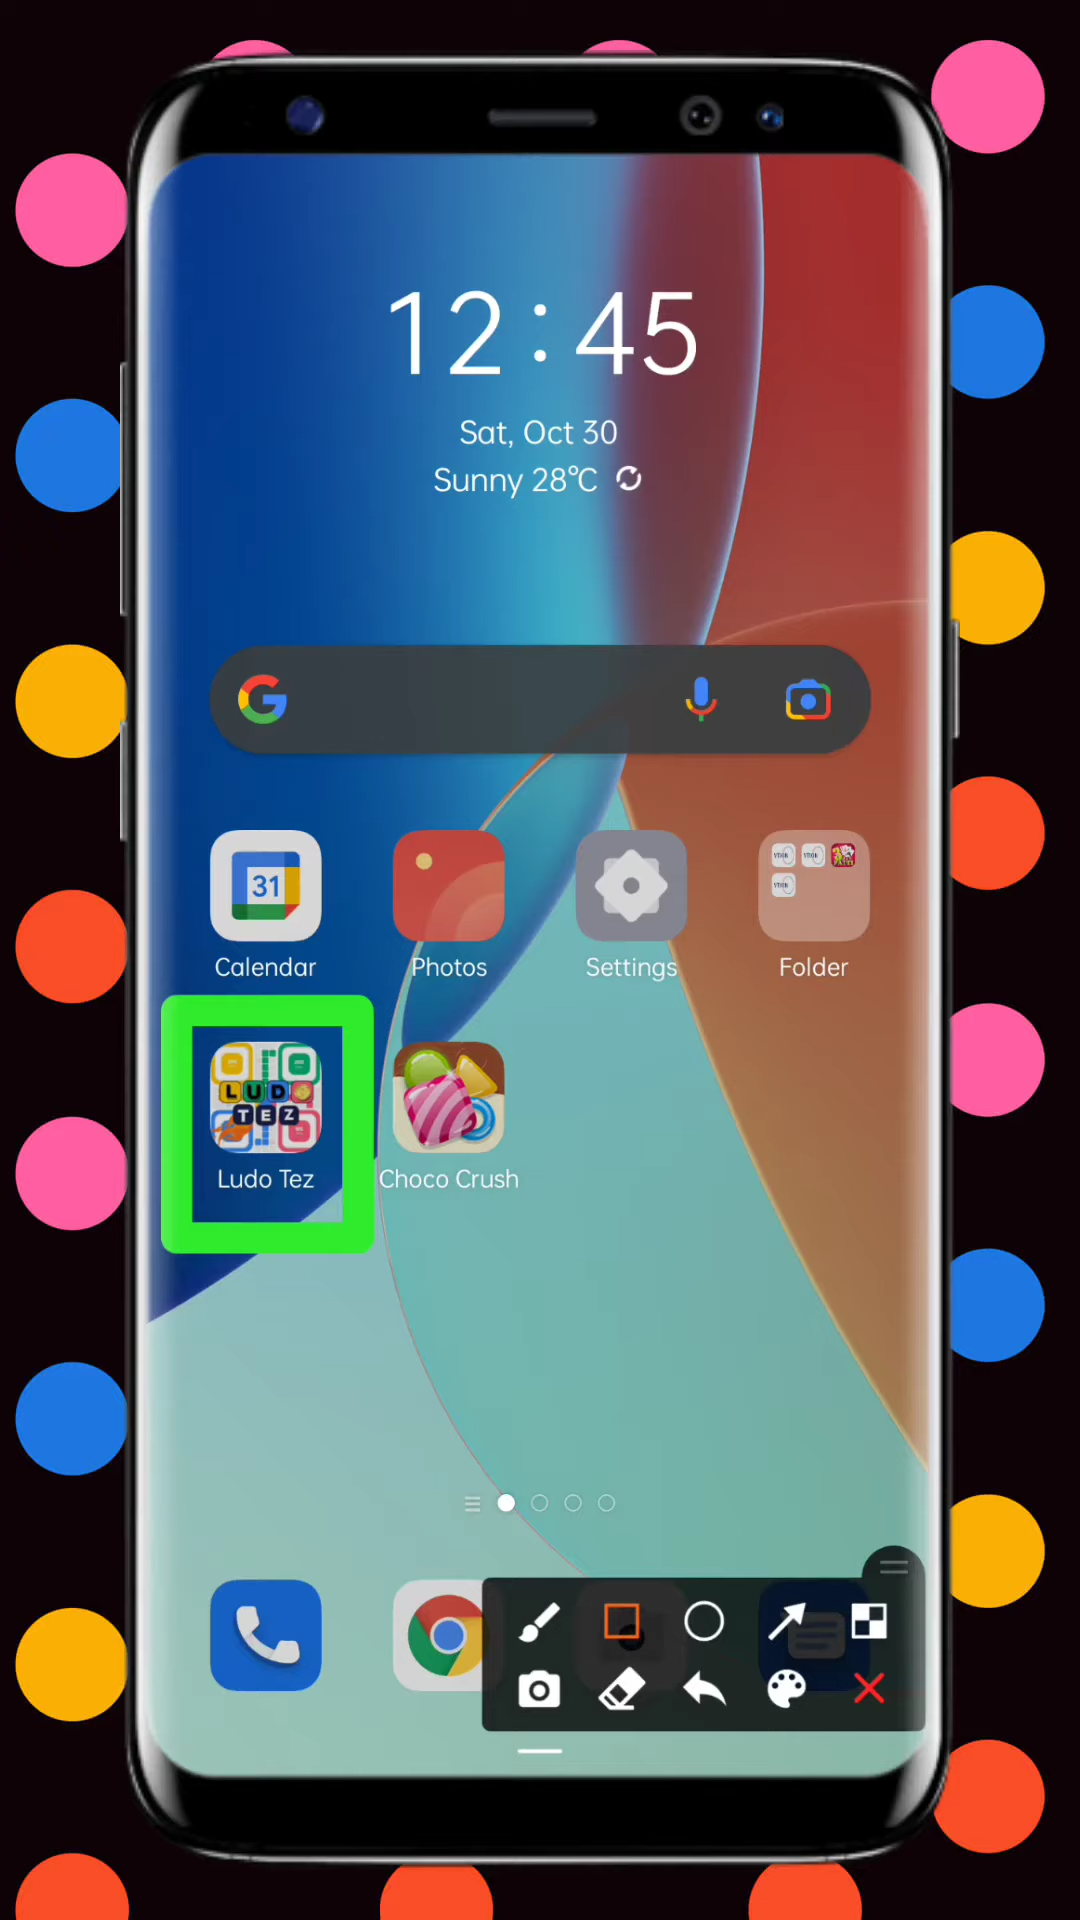 12:45
Sat, Oct 30
Sunny 28℃
31
Calendar
Photos
Settings
Folder
LUDO
TEZ
Ludo Tez
Choco Crush